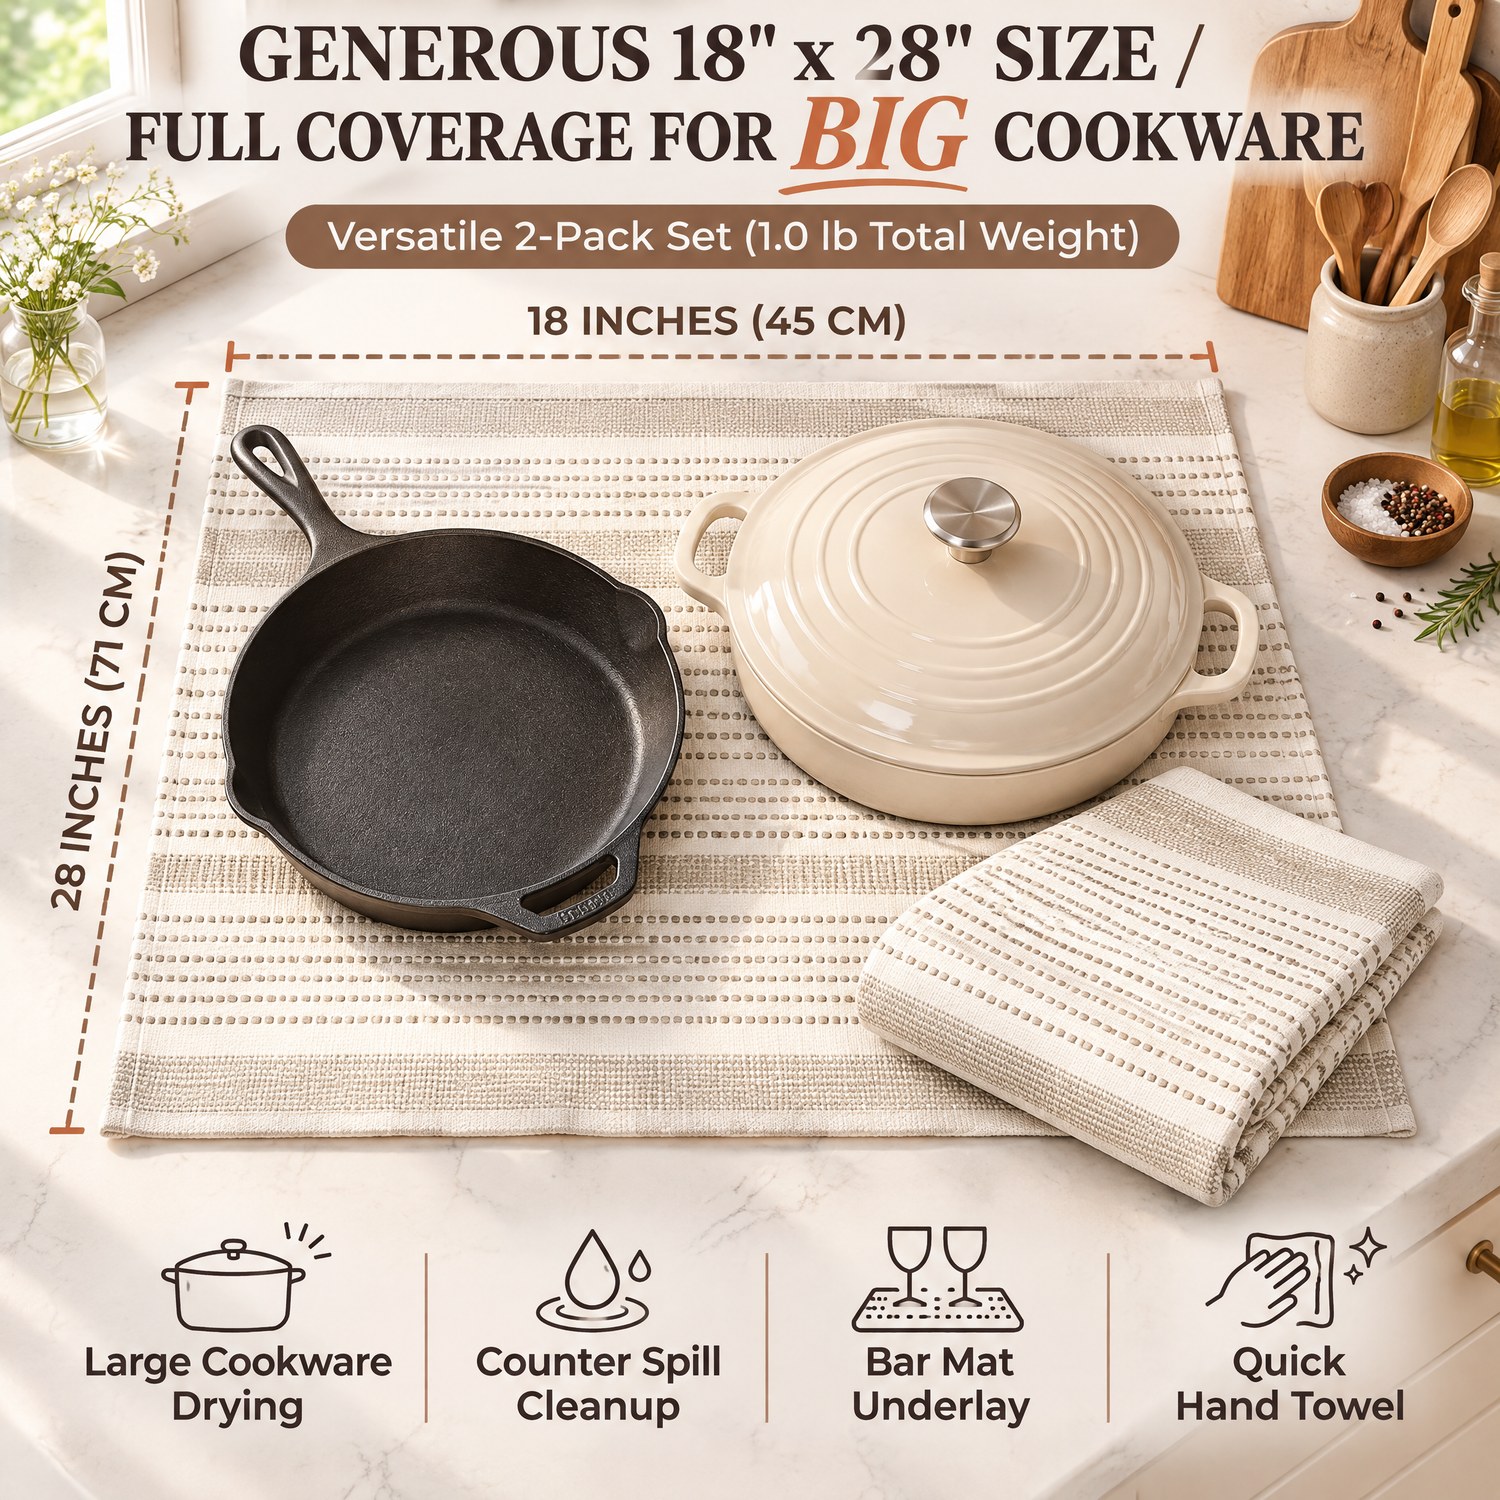 GENEROUS 18" x 28" SIZE /
FULL COVERAGE FOR BIG COOKWARE
Versatile 2-Pack Set (1.0 lb Total Weight)
18 INCHES (45 CM)
28 INCHES (71 CM)
Large Cookware
Drying
Counter Spill
Cleanup
Bar Mat
Underlay
Quick
Hand Towel